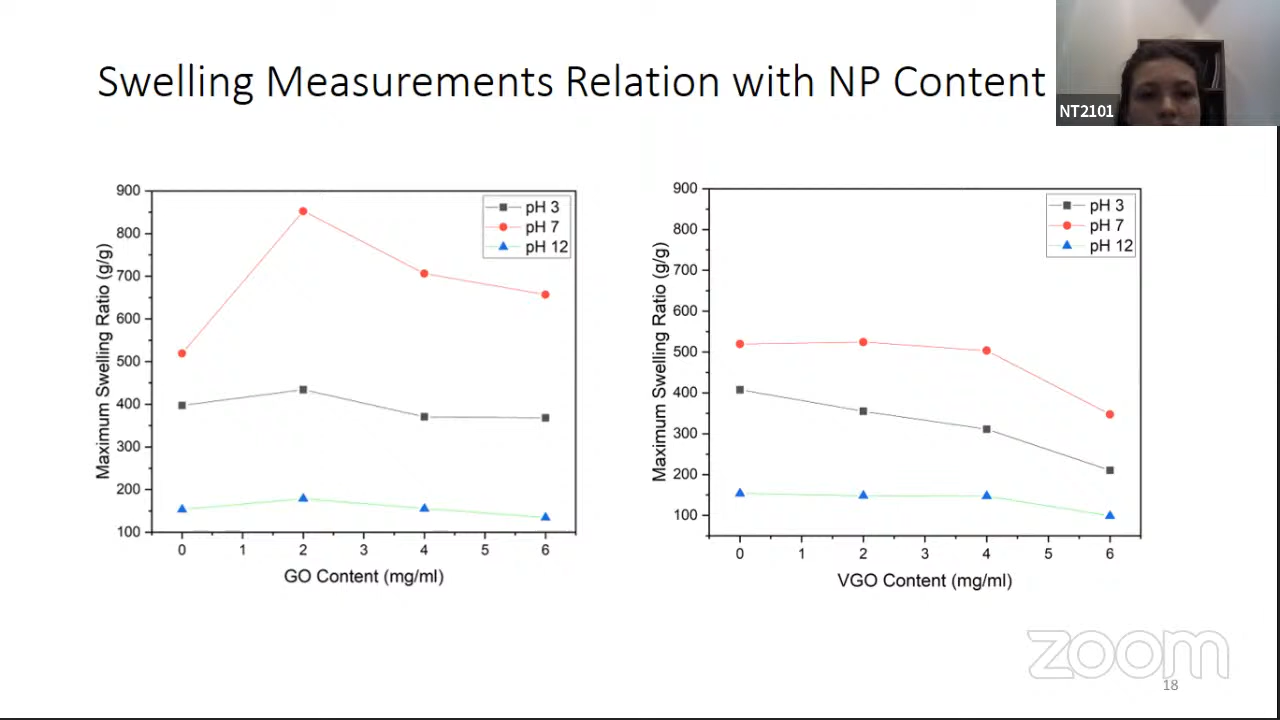 Swelling Measurements Relation with NP Content
NT2101
900
800
700
600
500
400
300
200
100
0
1
2
3
4
5
6
Maximum Swelling Ratio (g/g)
GO Content (mg/ml)
pH 3
pH 7
pH 12
900
800
700
600
500
400
300
200
100
0
1
2
3
4
5
6
Maximum Swelling Ratio (g/g)
VGO Content (mg/ml)
pH 3
pH 7
pH 12
zoom
18